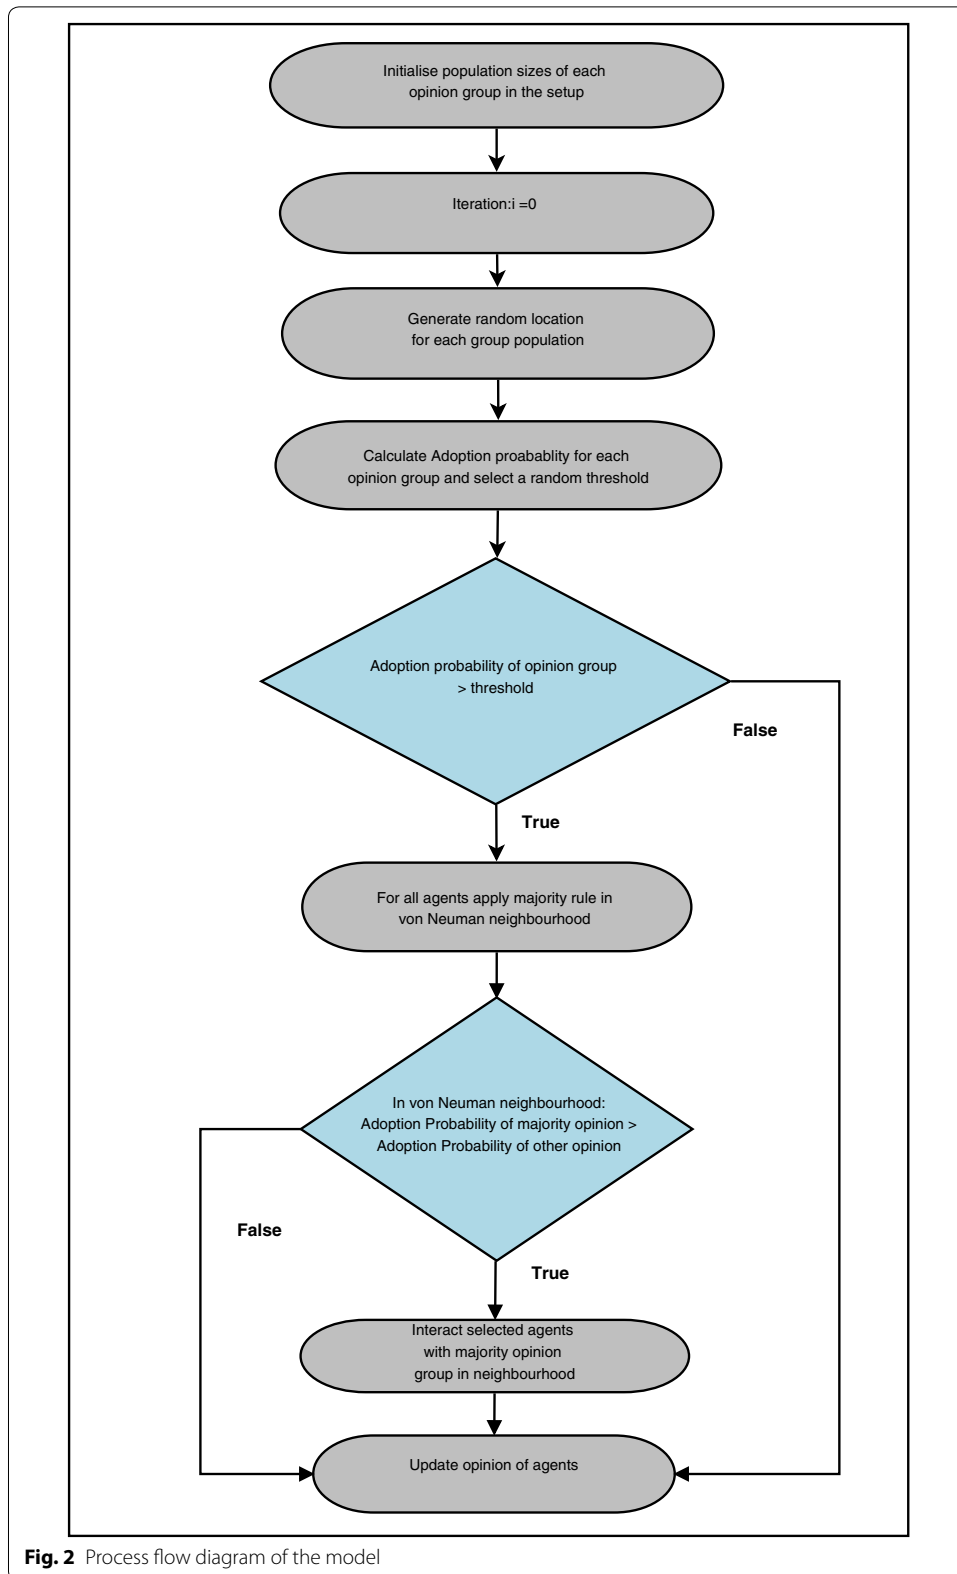 Initialise population sizes of each
opinion group in the setup
Iteration:i =0
Generate random location
for each group population
Calculate Adoption proabablity for each
opinion group and select a random threshold
Adoption probability of opinion group
> threshold
False
True
For all agents apply majority rule in
von Neuman neighbourhood
In von Neuman neighbourhood:
Adoption Probability of majority opinion >
Adoption Probability of other opinion
False
True
Interact selected agents
with majority opinion
group in neighbourhood
Update opinion of agents
Fig. 2 Process flow diagram of the model